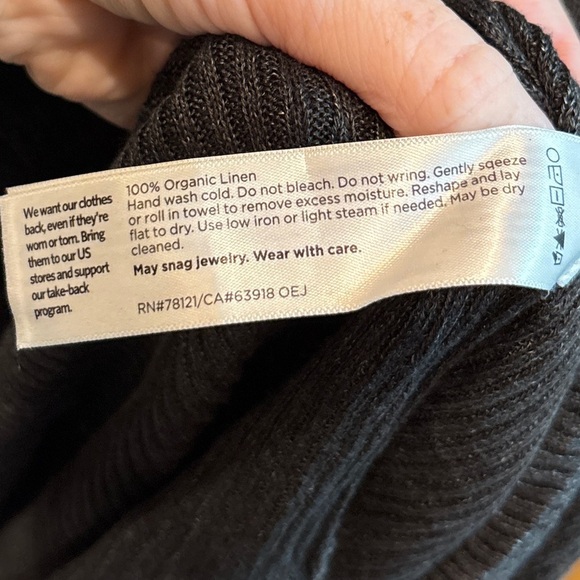 We want our clothes
back, even if they're
worn or torn. Bring
them to our US
stores and support
our take-back
program.
100% Organic Linen
Hand wash cold. Do not bleach. Do not wring. Gently sqeeze
or roll in towel to remove excess moisture. Reshape and lay
flat to dry. Use low iron or light steam if needed. May be dry
cleaned.
May snag jewelry. Wear with care.
RN#78121/CA#63918 OEJ